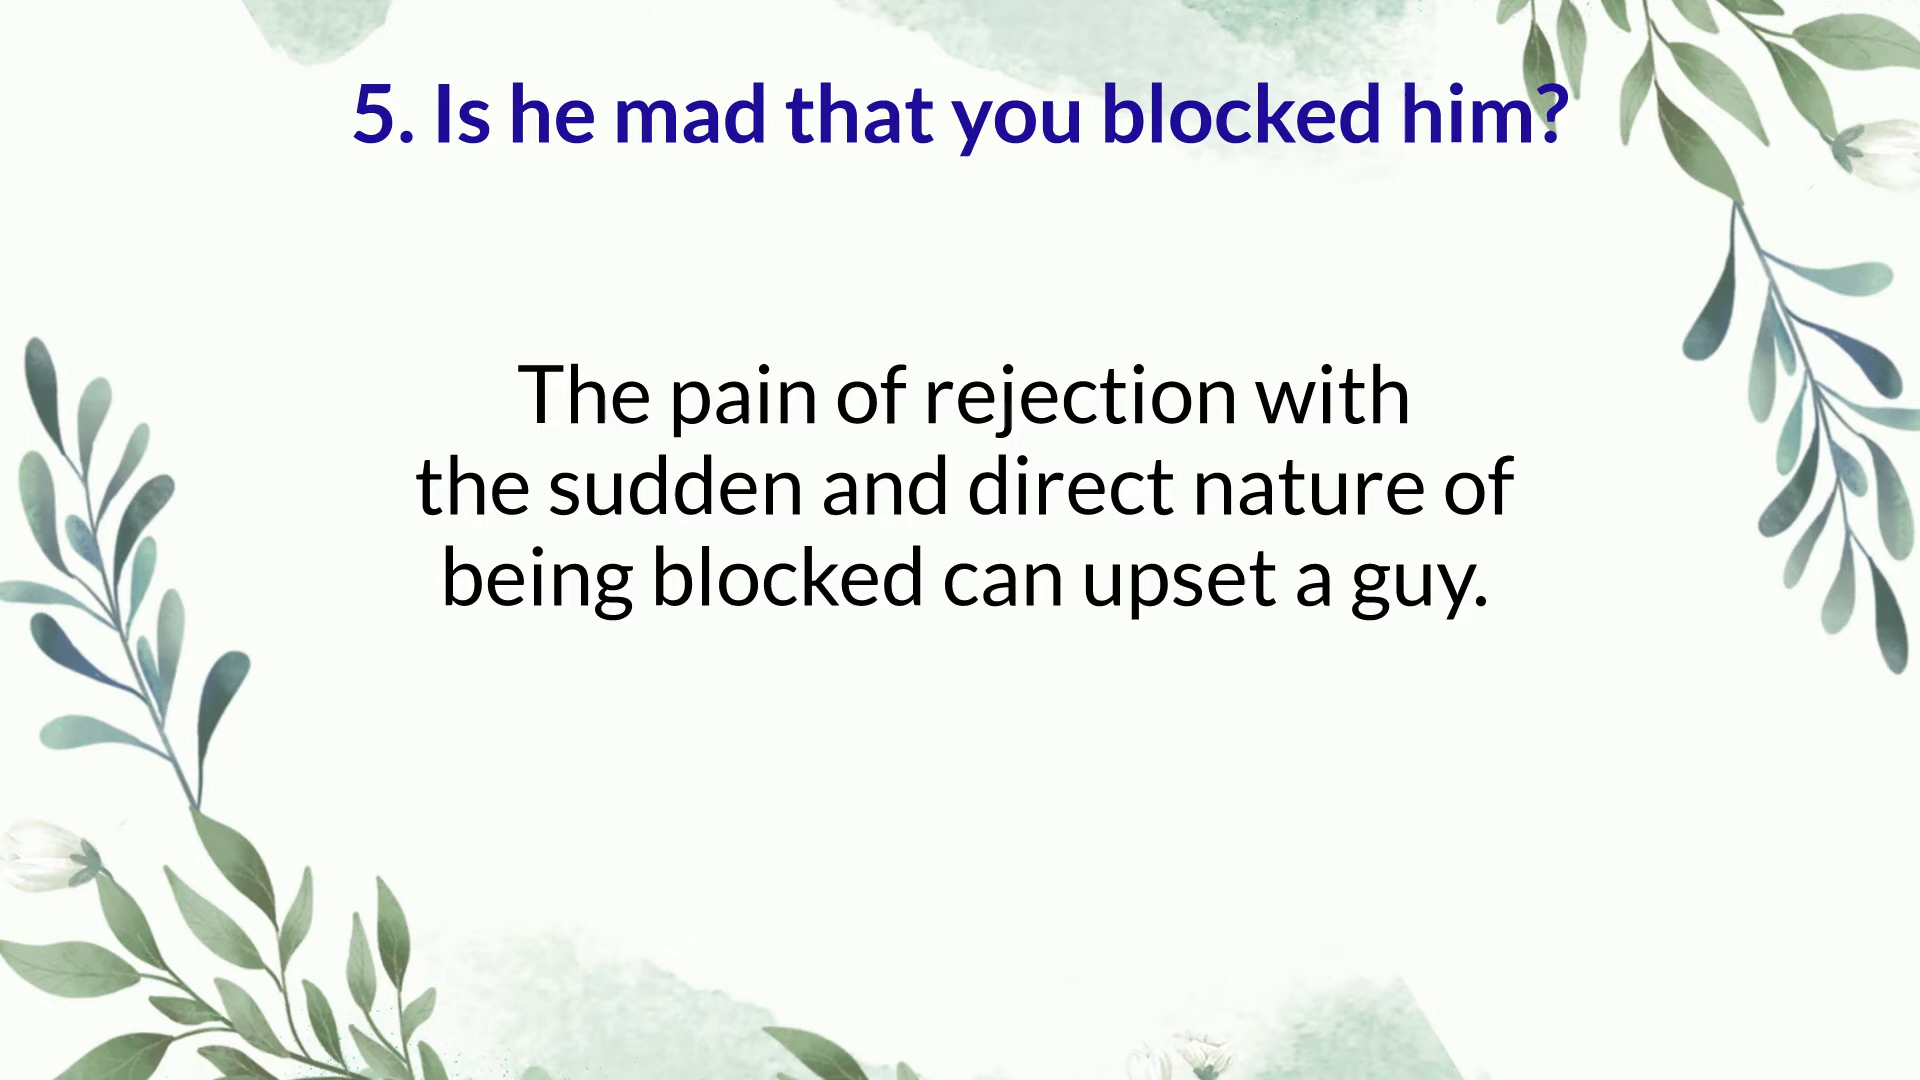 5. Is he mad that you blocked him?
The pain of rejection with
the sudden and direct nature of
being blocked can upset a guy.